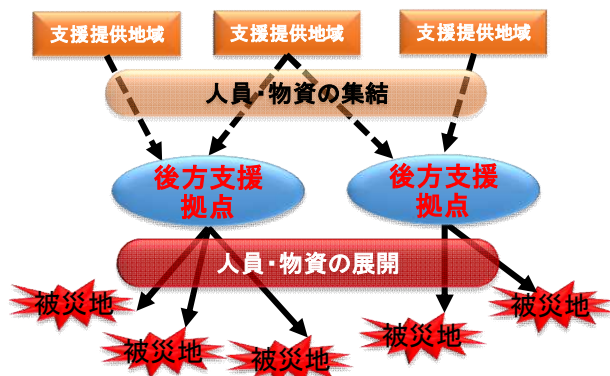 支援提供地域
支援提供地域
支援提供地域
人員・物資の集結
後方支援
拠点
後方支援
拠点
人員・物資の展開
被災地
被災地
被災地
被災地
被災地